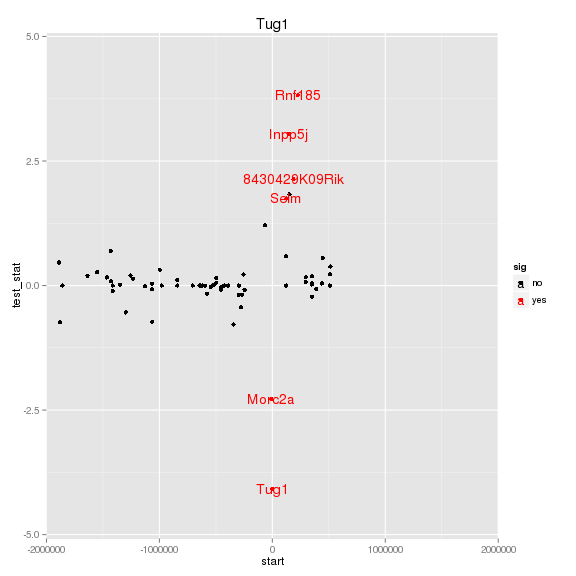 Tug1
5.0
Rnf185
Inpp5j
2.5
8430429K09Rik
Selm
test_stat
0.0
sig
a no
a yes
Morc2a
-2.5
Tug1
-5.0
-2000000 -1000000 0 1000000 2000000
start